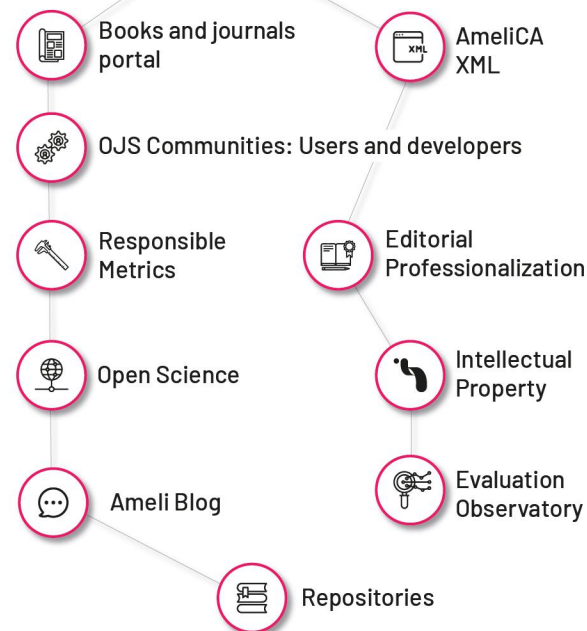 Books and journals
portal
XML
AmeliCA
XML
OJS Communities: Users and developers
Responsible
Metrics
Editorial
Professionalization
Open Science
Intellectual
Property
Ameli Blog
Evaluation
Observatory
Repositories